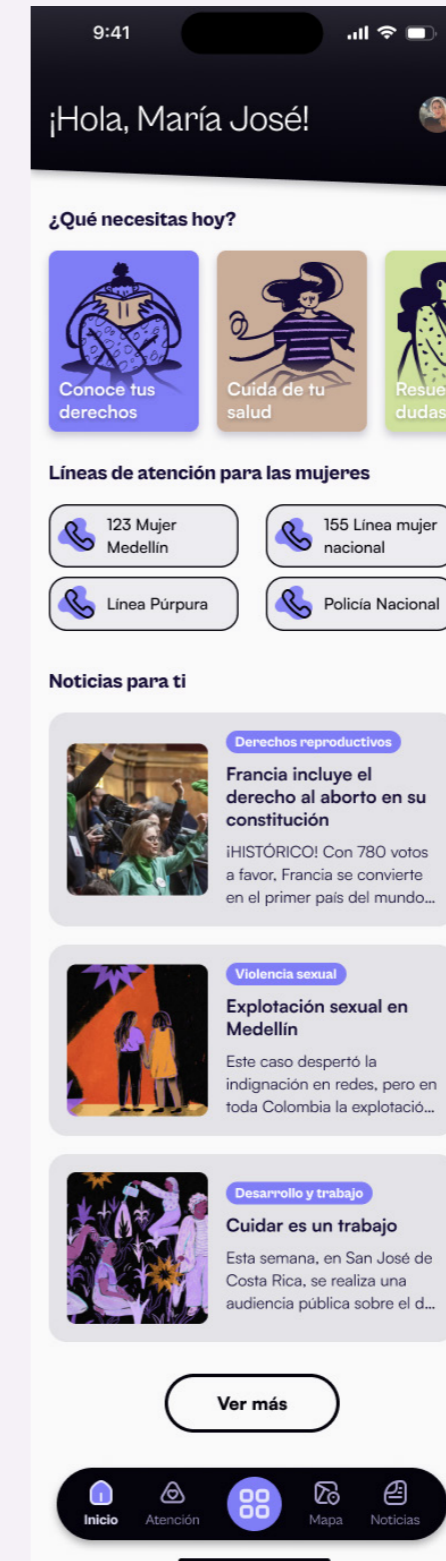 9:41
¡Hola, María José!
¿Qué necesitas hoy?
Conoce tus
derechos
Cuida de tu
salud
dudas
Líneas de atención para las mujeres
123 Mujer
Medellín
155 Línea mujer
nacional
Línea Púrpura
Policía Nacional
Noticias para ti
Derechos reproductivos
Francia incluye el
derecho al aborto en su
constitución
¡HISTÓRICO! Con 780 votos
a favor, Francia se convierte
en el primer país del mundo...
Violencia sexual
Explotación sexual en
Medellín
Este caso despertó la
indignación en redes, pero en
toda Colombia la explotació...
Desarrollo y trabajo
Cuidar es un trabajo
Esta semana, en San José de
Costa Rica, se realiza una
audiencia pública sobre el d...
Ver más
Inicio
Atención
Mapa
Noticias